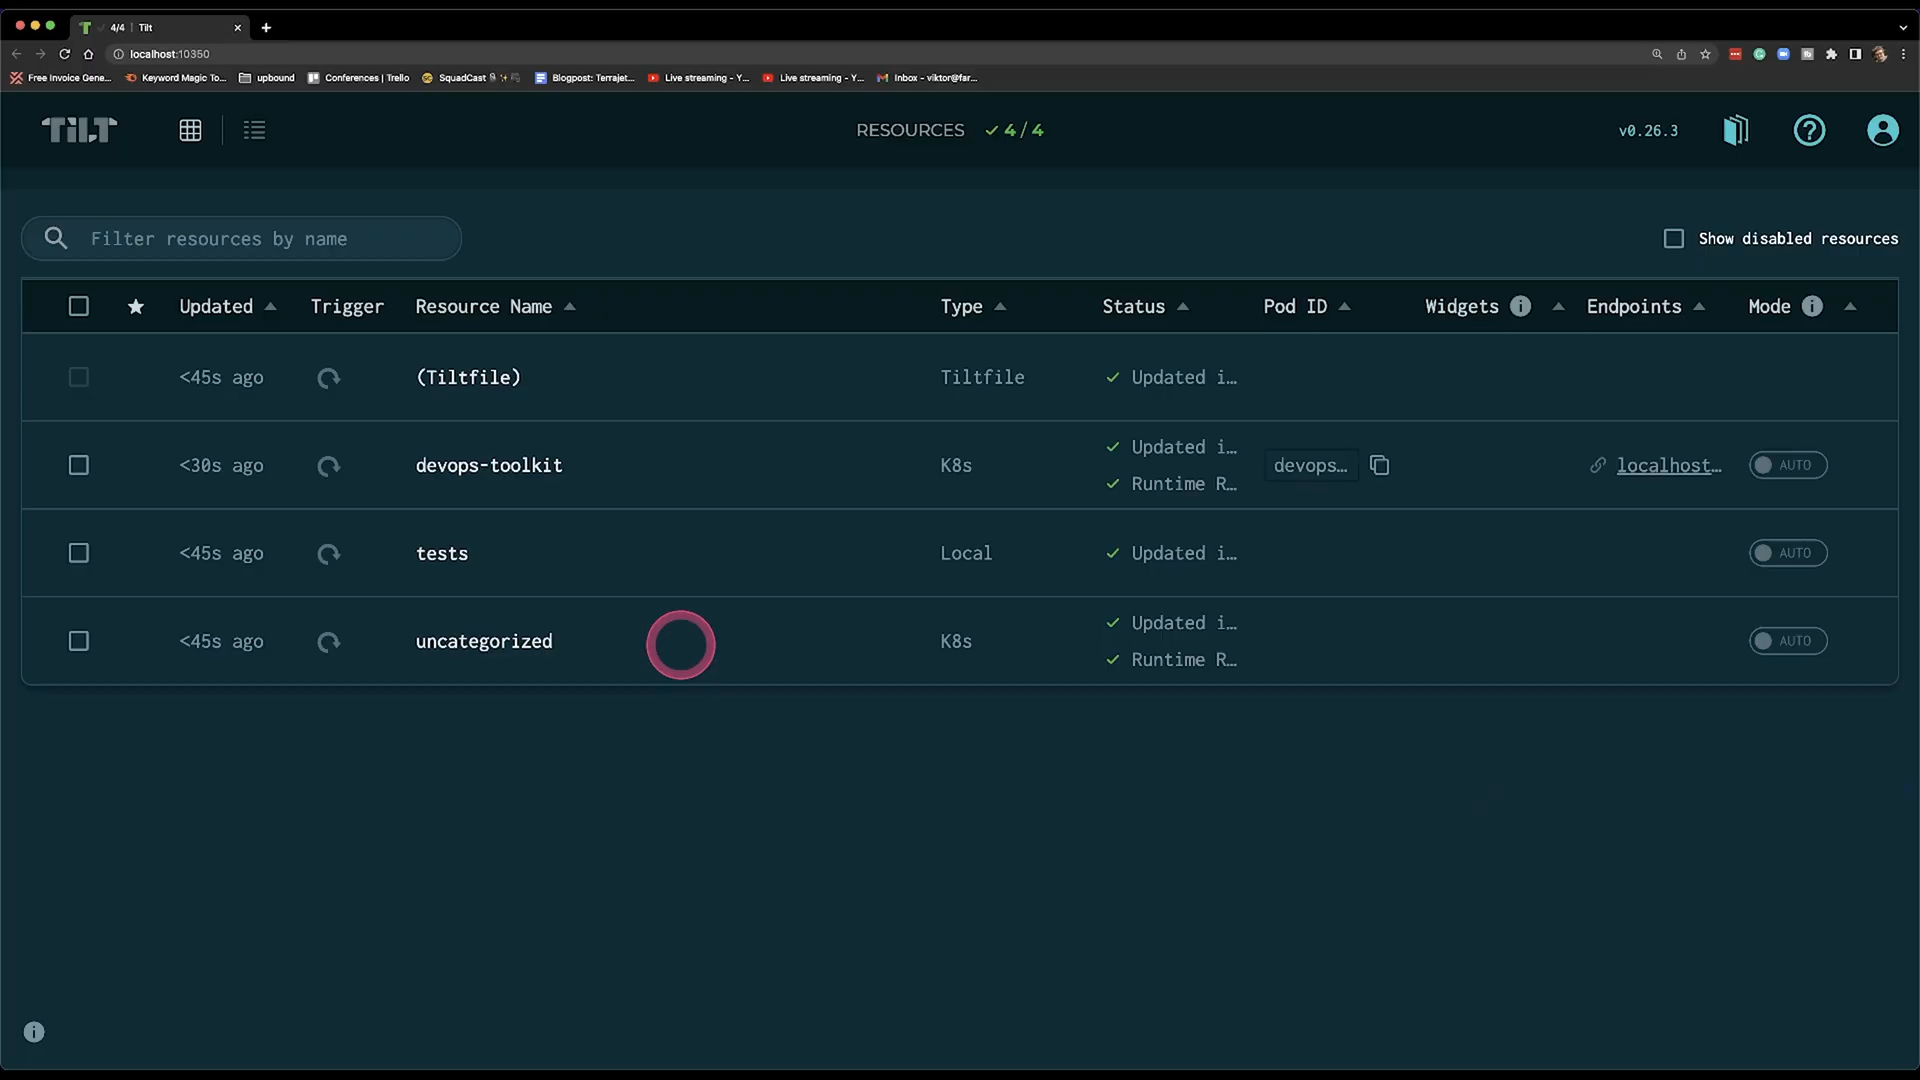 4/4 | Tilt
localhost:10350
Free Invoice Gene... Keyword Magic To... upbound Conferences | Trello SquadCast Blogpost: Terrajet... Live streaming - Y... Live streaming - Y... Inbox - viktor@far...
TILT RESOURCES 4/4 v0.26.3
Filter resources by name Show disabled resources
Updated Trigger Resource Name Type Status Pod ID Widgets Endpoints Mode
<45s ago (Tiltfile) Tiltfile Updated i…
<30s ago devops-toolkit K8s Updated i… Runtime R… devops… localhost… AUTO
<45s ago tests Local Updated i… AUTO
<45s ago uncategorized K8s Updated i… Runtime R… AUTO